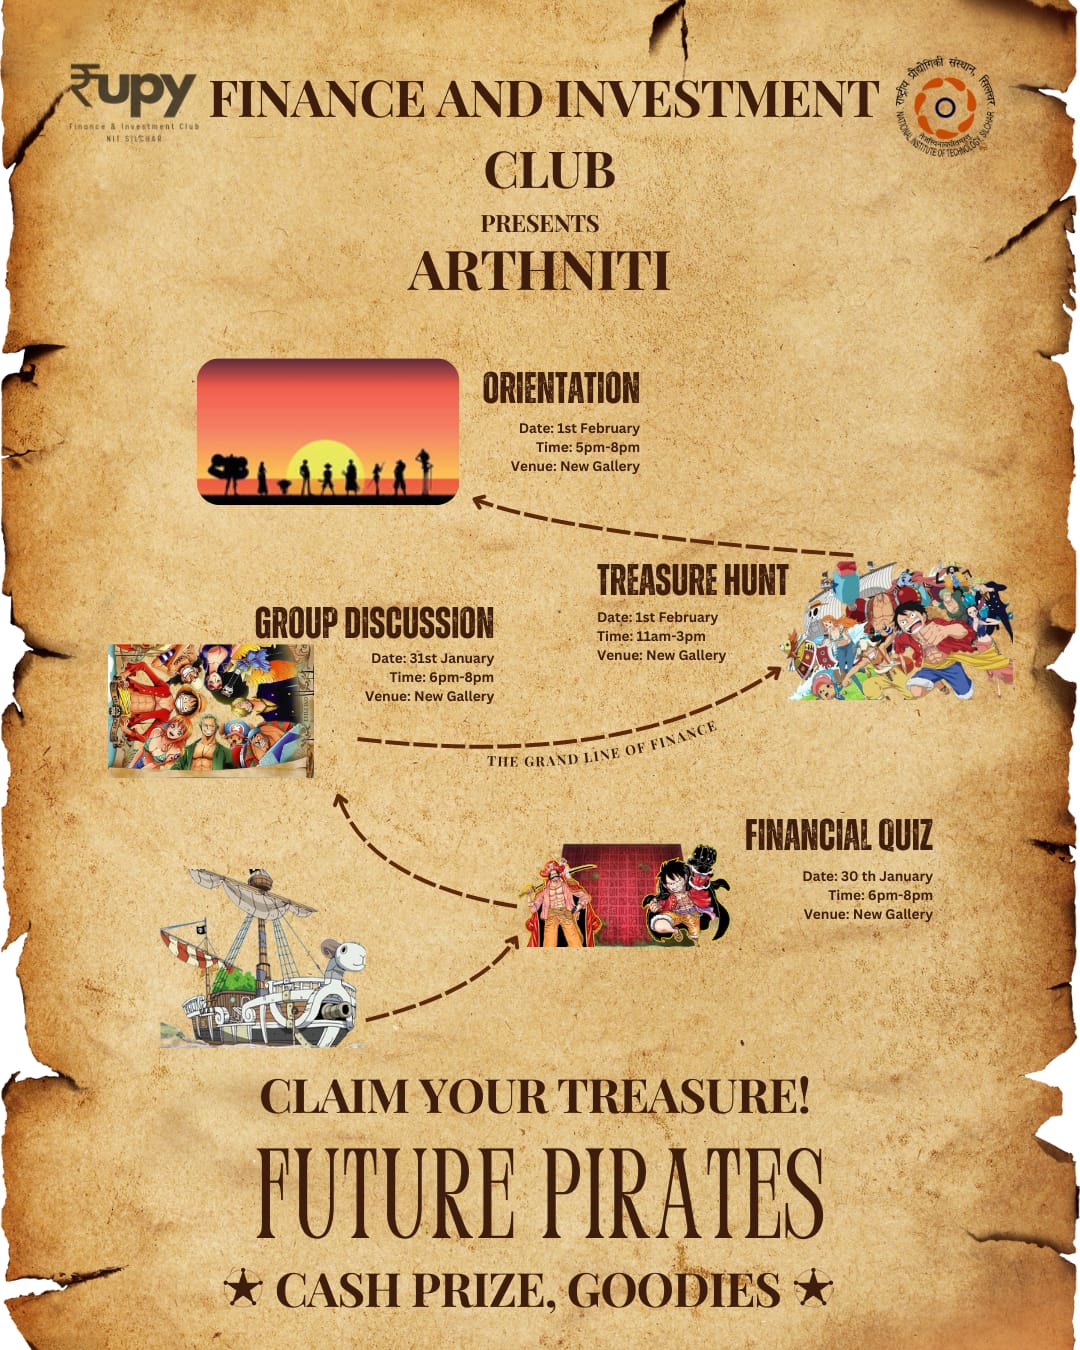 ₹upy
Finance & Investment Club
NIT SILCHAR
FINANCE AND INVESTMENT
CLUB
राष्ट्रीय प्रौद्योगिकी संस्थान, सिलचर
NATIONAL INSTITUTE OF TECHNOLOGY, SILCHAR
PRESENTS
ARTHNITI
ORIENTATION
Date: 1st February
Time: 5pm-8pm
Venue: New Gallery
TREASURE HUNT
Date: 1st February
Time: 11am-3pm
Venue: New Gallery
GROUP DISCUSSION
Date: 31st January
Time: 6pm-8pm
Venue: New Gallery
THE GRAND LINE OF FINANCE
FINANCIAL QUIZ
Date: 30 th January
Time: 6pm-8pm
Venue: New Gallery
CLAIM YOUR TREASURE!
FUTURE PIRATES
CASH PRIZE, GOODIES